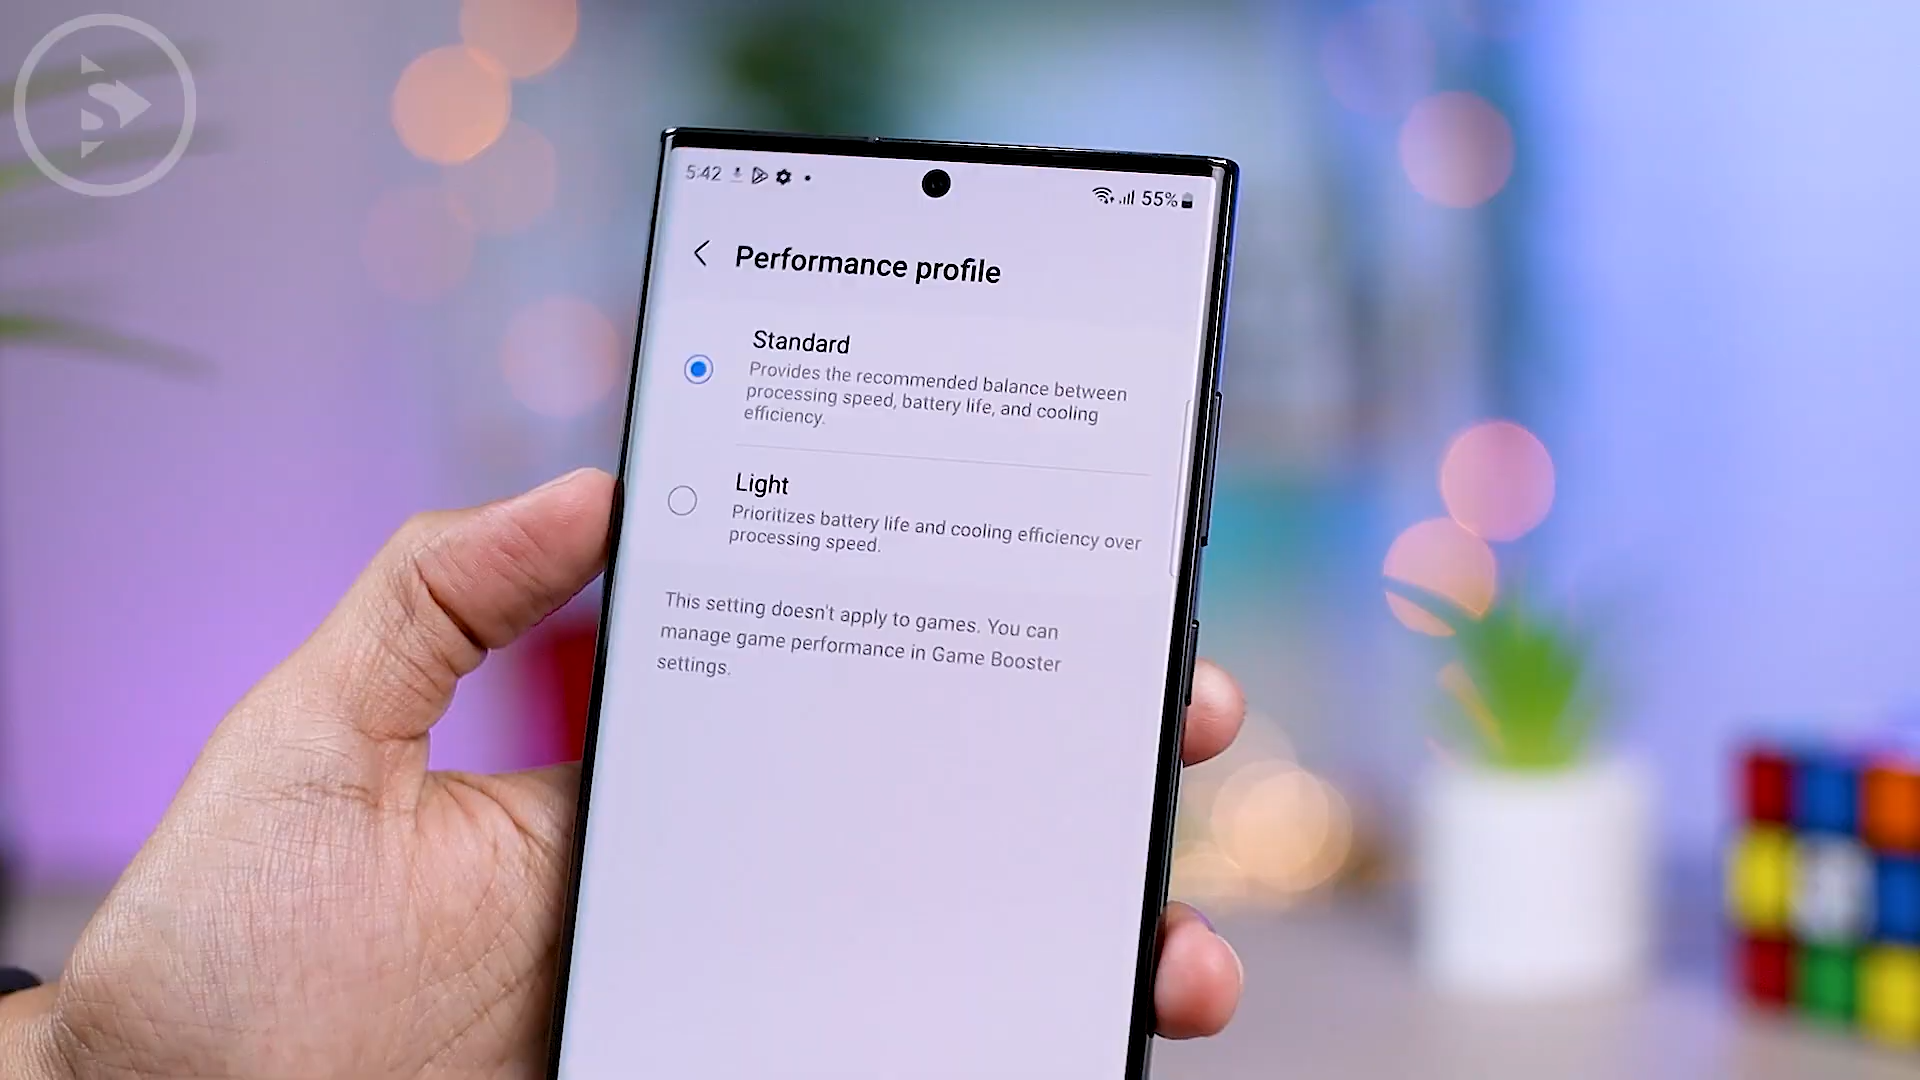 S
5:42
55%
Performance profile
Standard
Provides the recommended balance between
processing speed, battery life, and cooling
efficiency.
Light
Prioritizes battery life and cooling efficiency over
processing speed.
This setting doesn't apply to games. You can
manage game performance in Game Booster
settings.